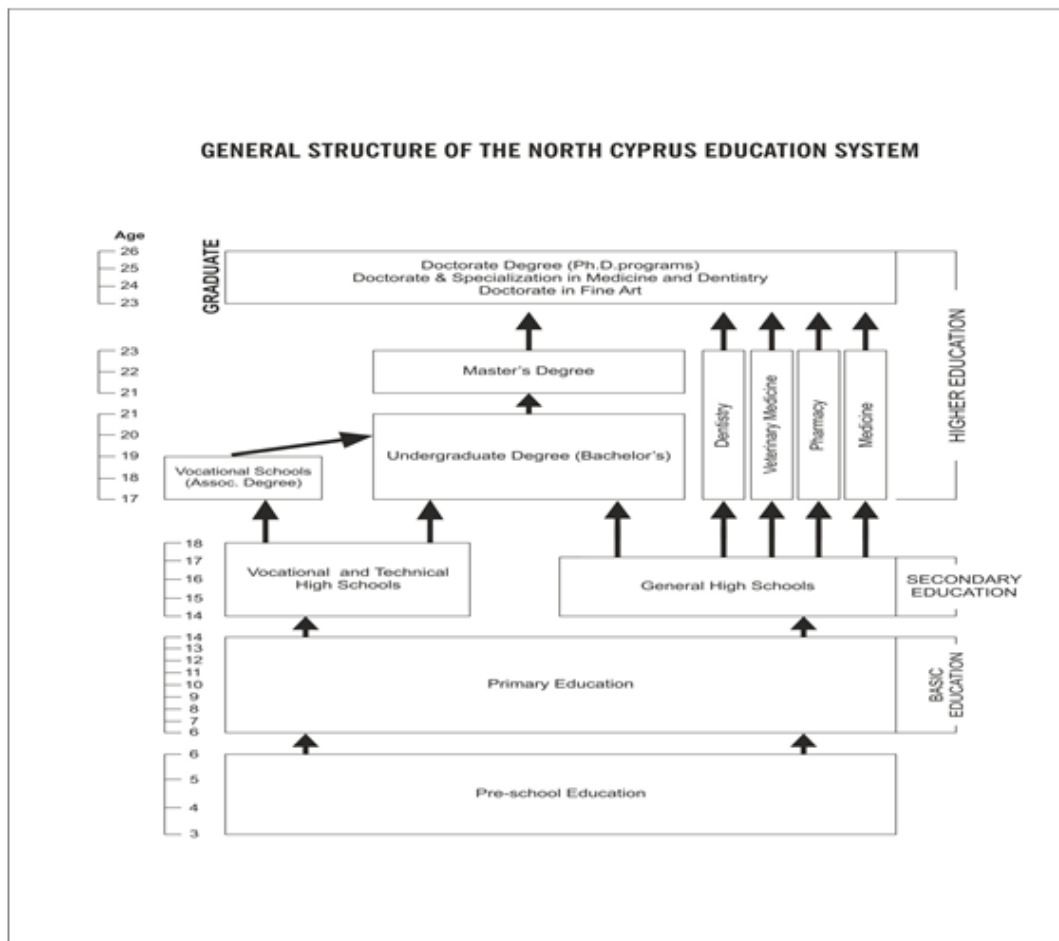 GENERAL STRUCTURE OF THE NORTH CYPRUS EDUCATION SYSTEM
Age
26
25
24
23
GRADUATE
Doctorate Degree (Ph.D.programs)
Doctorate & Specialization in Medicine and Dentistry
Doctorate in Fine Art
HIGHER EDUCATION
23
22
21
Master's Degree
21
20
19
18
17
Vocational Schools
(Assoc. Degree)
Undergraduate Degree (Bachelor's)
Dentistry
Veterinary Medicine
Pharmacy
Medicine
18
17
16
15
14
Vocational and Technical
High Schools
General High Schools
SECONDARY
EDUCATION
14
13
12
11
10
9
8
7
6
Primary Education
BASIC
EDUCATION
6
5
4
3
Pre-school Education